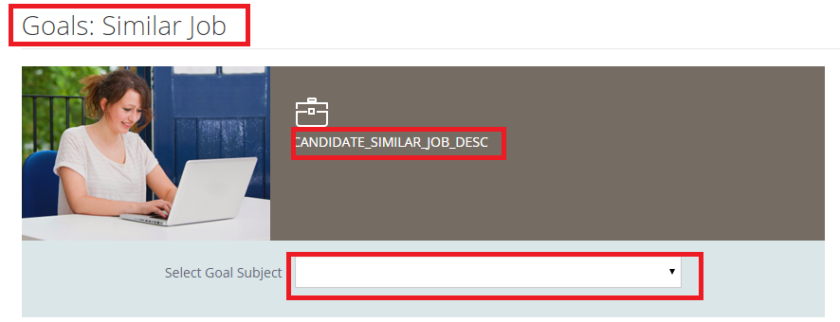 Goals: Similar Job
CANDIDATE_SIMILAR_JOB_DESC
Select Goal Subject